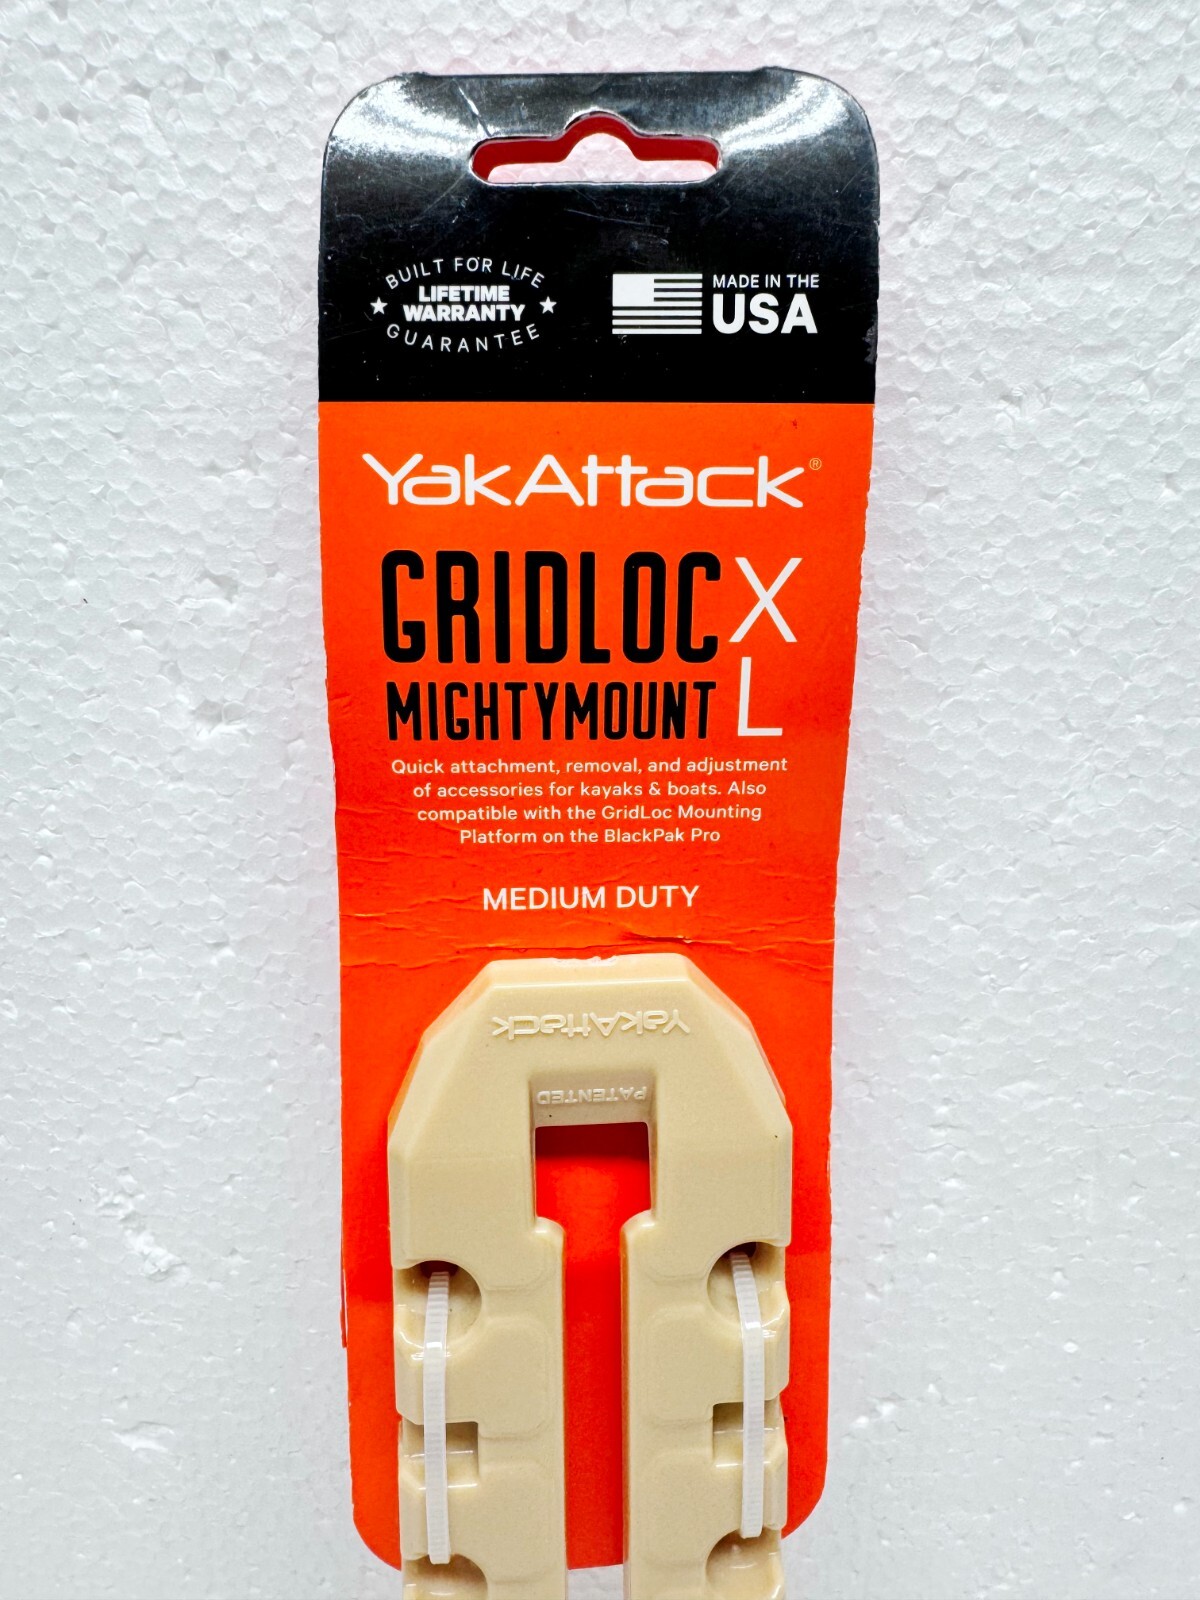 BUILT FOR LIFE
LIFETIME
WARRANTY
GUARANTEE
MADE IN THE
USA
YakAttack®
GRIDLOC XL
MIGHTYMOUNT
Quick attachment, removal, and adjustment
of accessories for kayaks & boats. Also
compatible with the GridLoc Mounting
Platform on the BlackPak Pro
MEDIUM DUTY
YakAttack
PATENTED